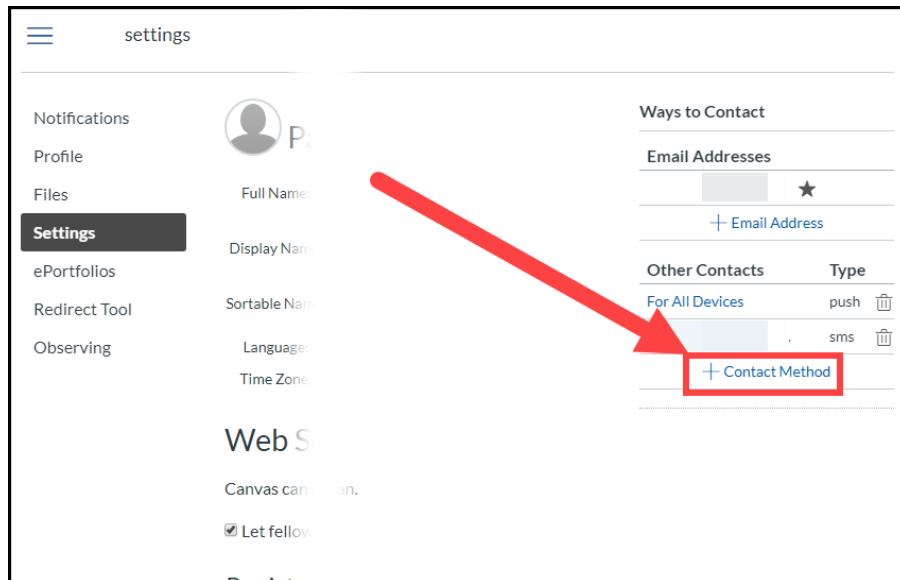 settings
Notifications
Profile
Files
Settings
ePortfolios
Redirect Tool
Observing
Full Name:
Display Nam
Sortable Nam
Language:
Time Zone
Web S
Canvas can an.
Let fellow
Ways to Contact
Email Addresses
+ Email Address
Other Contacts Type
For All Devices push
. sms
+ Contact Method